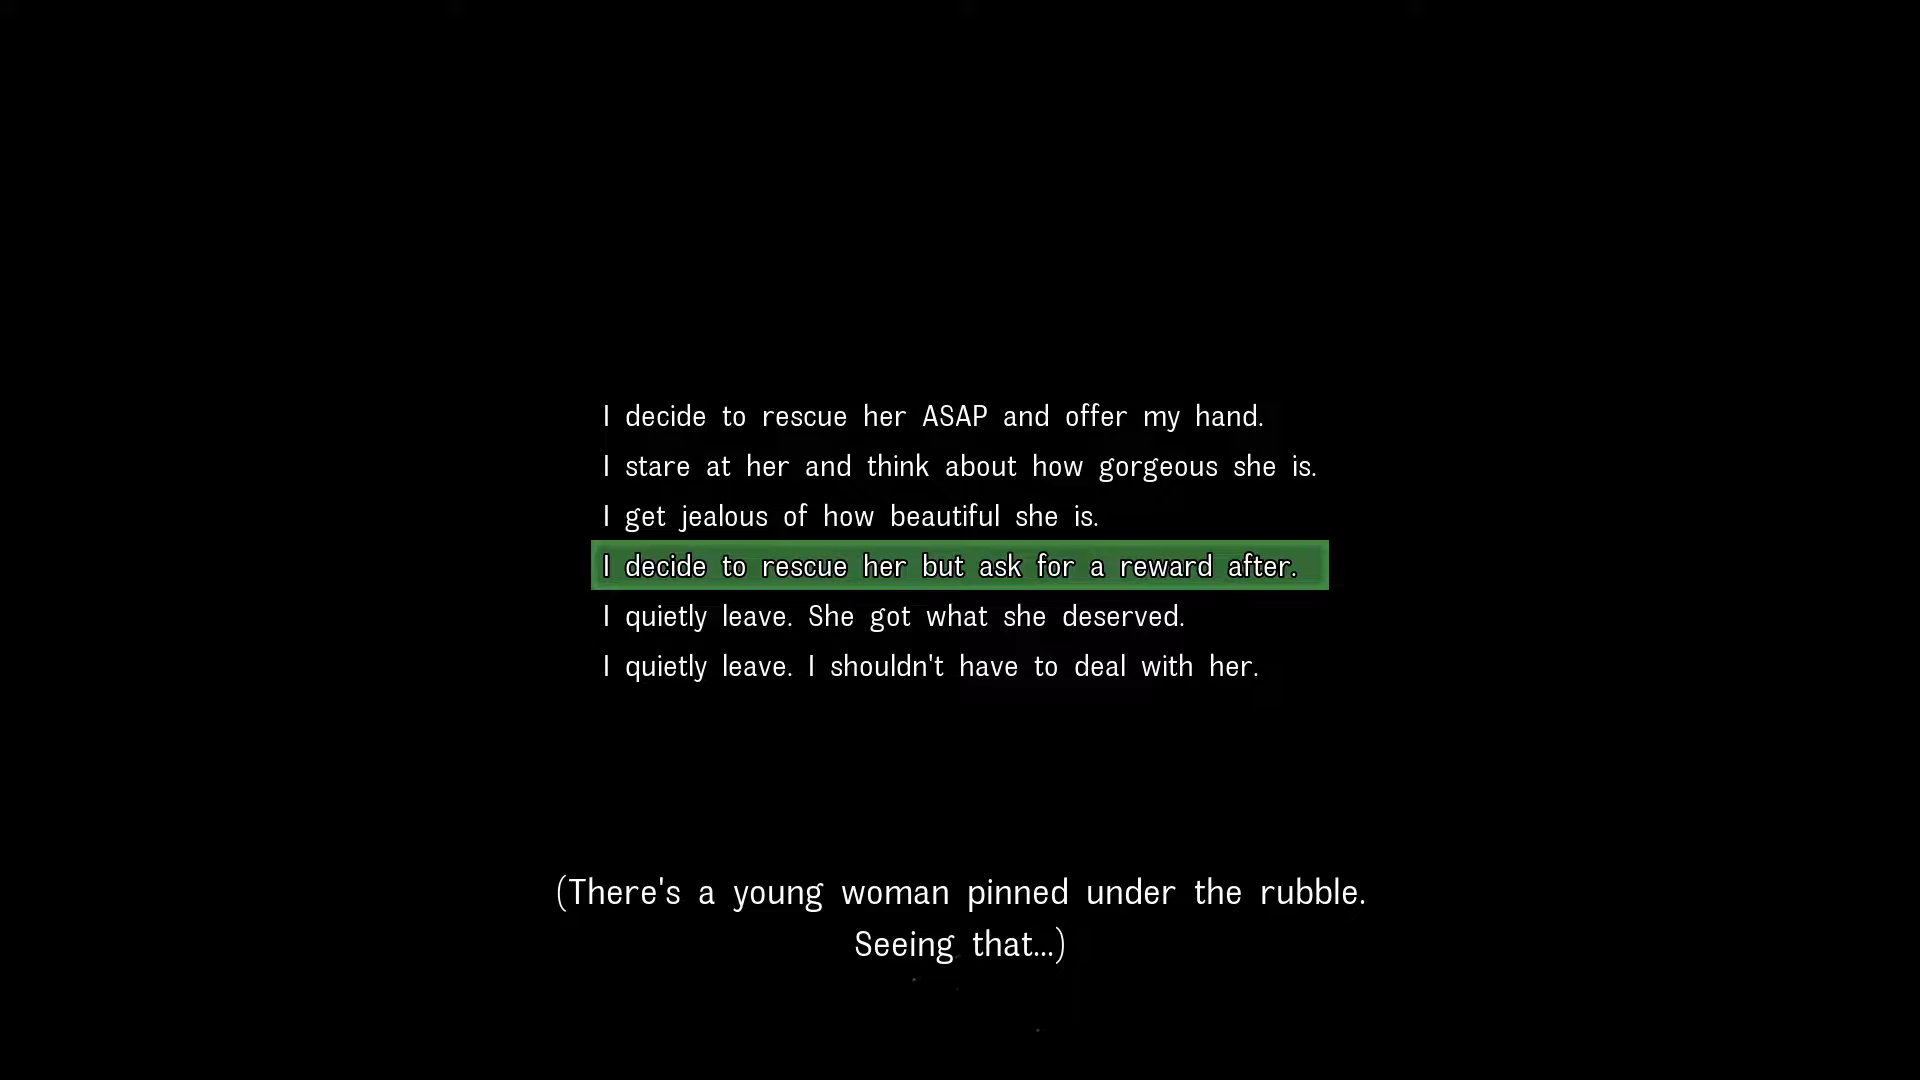 I decide to rescue her ASAP and offer my hand.
I stare at her and think about how gorgeous she is.
I get jealous of how beautiful she is.
I decide to rescue her but ask for a reward after.
I quietly leave. She got what she deserved.
I quietly leave. I shouldn't have to deal with her.
(There's a young woman pinned under the rubble.
Seeing that...)